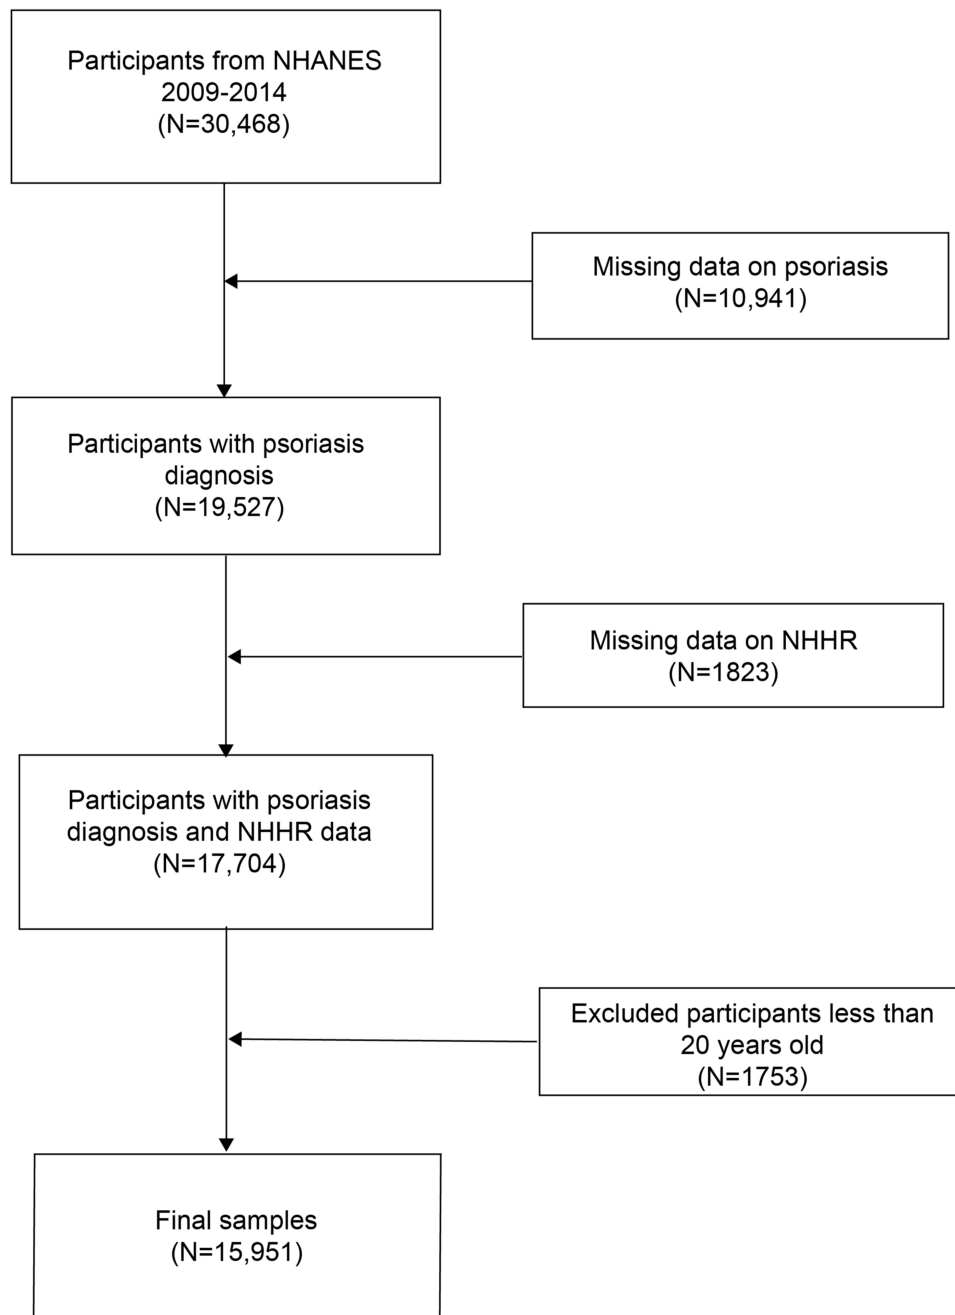 Participants from NHANES
2009-2014
(N=30,468)
Missing data on psoriasis
(N=10,941)
Participants with psoriasis
diagnosis
(N=19,527)
Missing data on NHHR
(N=1823)
Participants with psoriasis
diagnosis and NHHR data
(N=17,704)
Excluded participants less than
20 years old
(N=1753)
Final samples
(N=15,951)